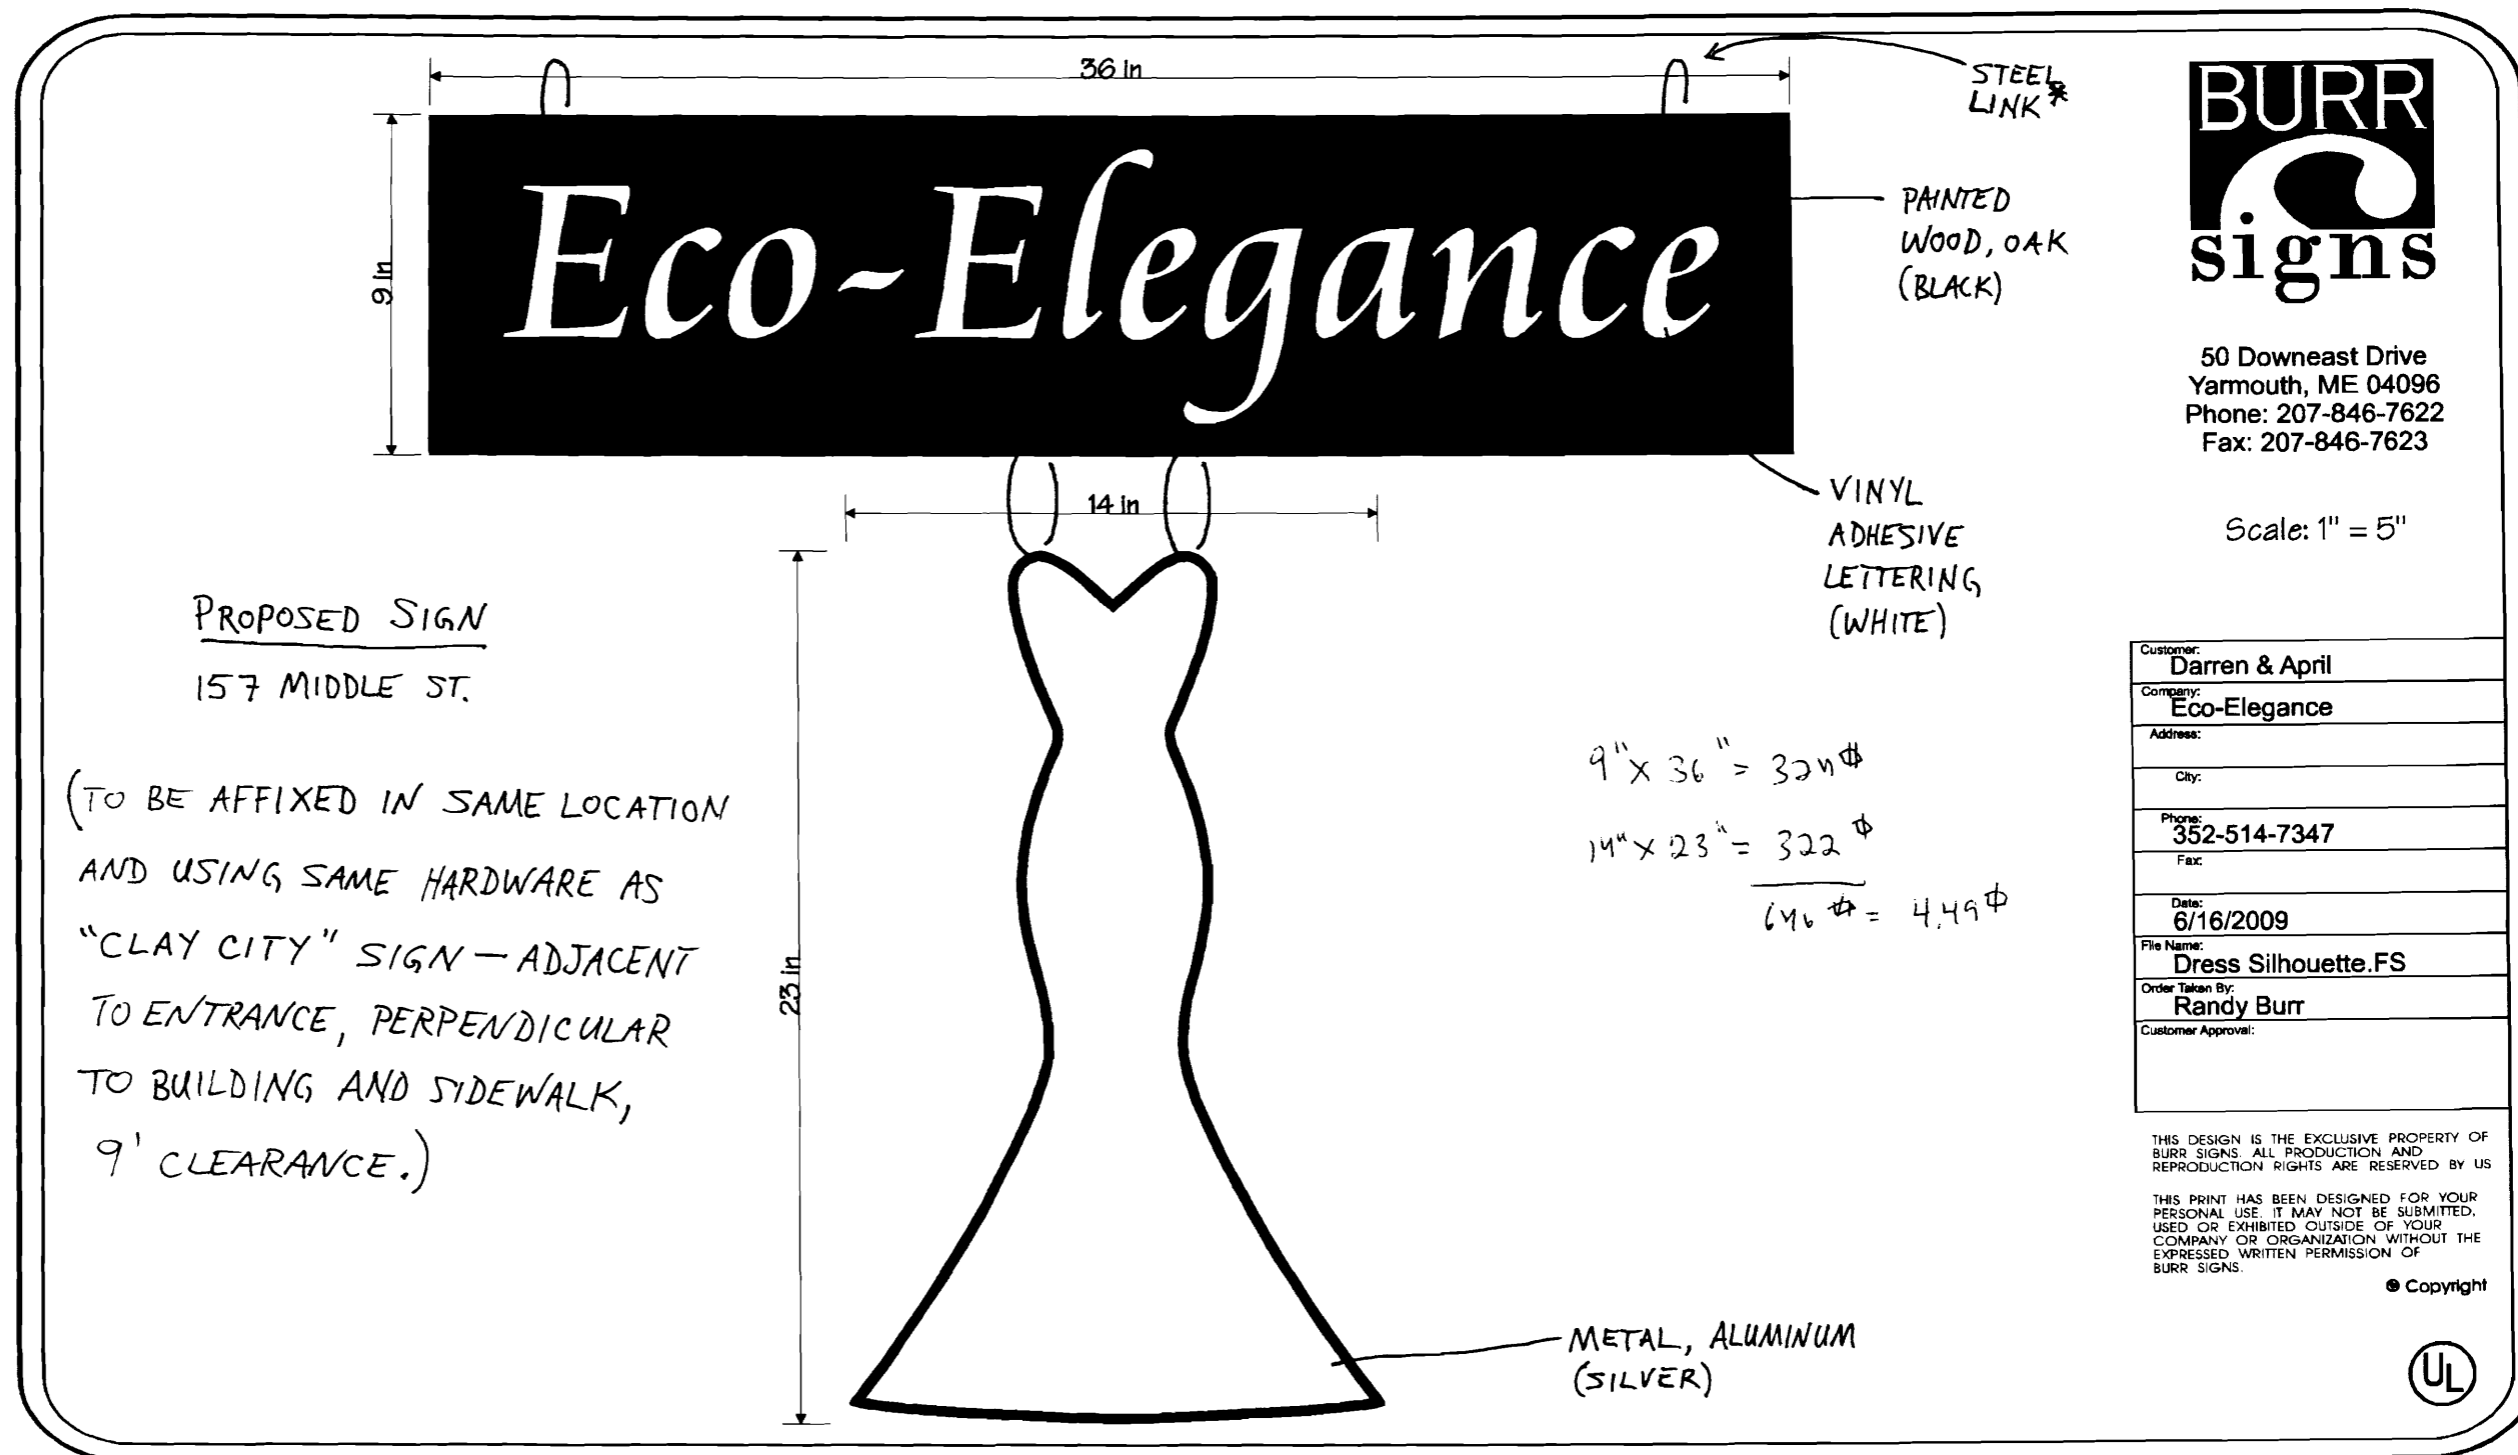 36 in
STEEL
LINK*
BURR
signs
9 in
Eco-Elegance
PAINTED
WOOD, OAK
(BLACK)
50 Downeast Drive
Yarmouth, ME 04096
Phone: 207-846-7622
Fax: 207-846-7623
Scale: 1" = 5"
14 in
VINYL
ADHESIVE
LETTERING
(WHITE)
PROPOSED SIGN
157 MIDDLE ST.
(TO BE AFFIXED IN SAME LOCATION
AND USING SAME HARDWARE AS
"CLAY CITY" SIGN — ADJACENT
TO ENTRANCE, PERPENDICULAR
TO BUILDING AND SIDEWALK,
9' CLEARANCE.)
23 in
9" X 36" = 324 ⌽
14" X 23" = 322 ⌽
646 ⌽ = 4.49 ⌽
METAL, ALUMINUM
(SILVER)
Customer:
Darren & April
Company:
Eco-Elegance
Address:
City:
Phone:
352-514-7347
Fax:
Date:
6/16/2009
File Name:
Dress Silhouette.FS
Order Taken By:
Randy Burr
Customer Approval:
THIS DESIGN IS THE EXCLUSIVE PROPERTY OF
BURR SIGNS. ALL PRODUCTION AND
REPRODUCTION RIGHTS ARE RESERVED BY US
THIS PRINT HAS BEEN DESIGNED FOR YOUR
PERSONAL USE. IT MAY NOT BE SUBMITTED,
USED OR EXHIBITED OUTSIDE OF YOUR
COMPANY OR ORGANIZATION WITHOUT THE
EXPRESSED WRITTEN PERMISSION OF
BURR SIGNS.
© Copyright
UL